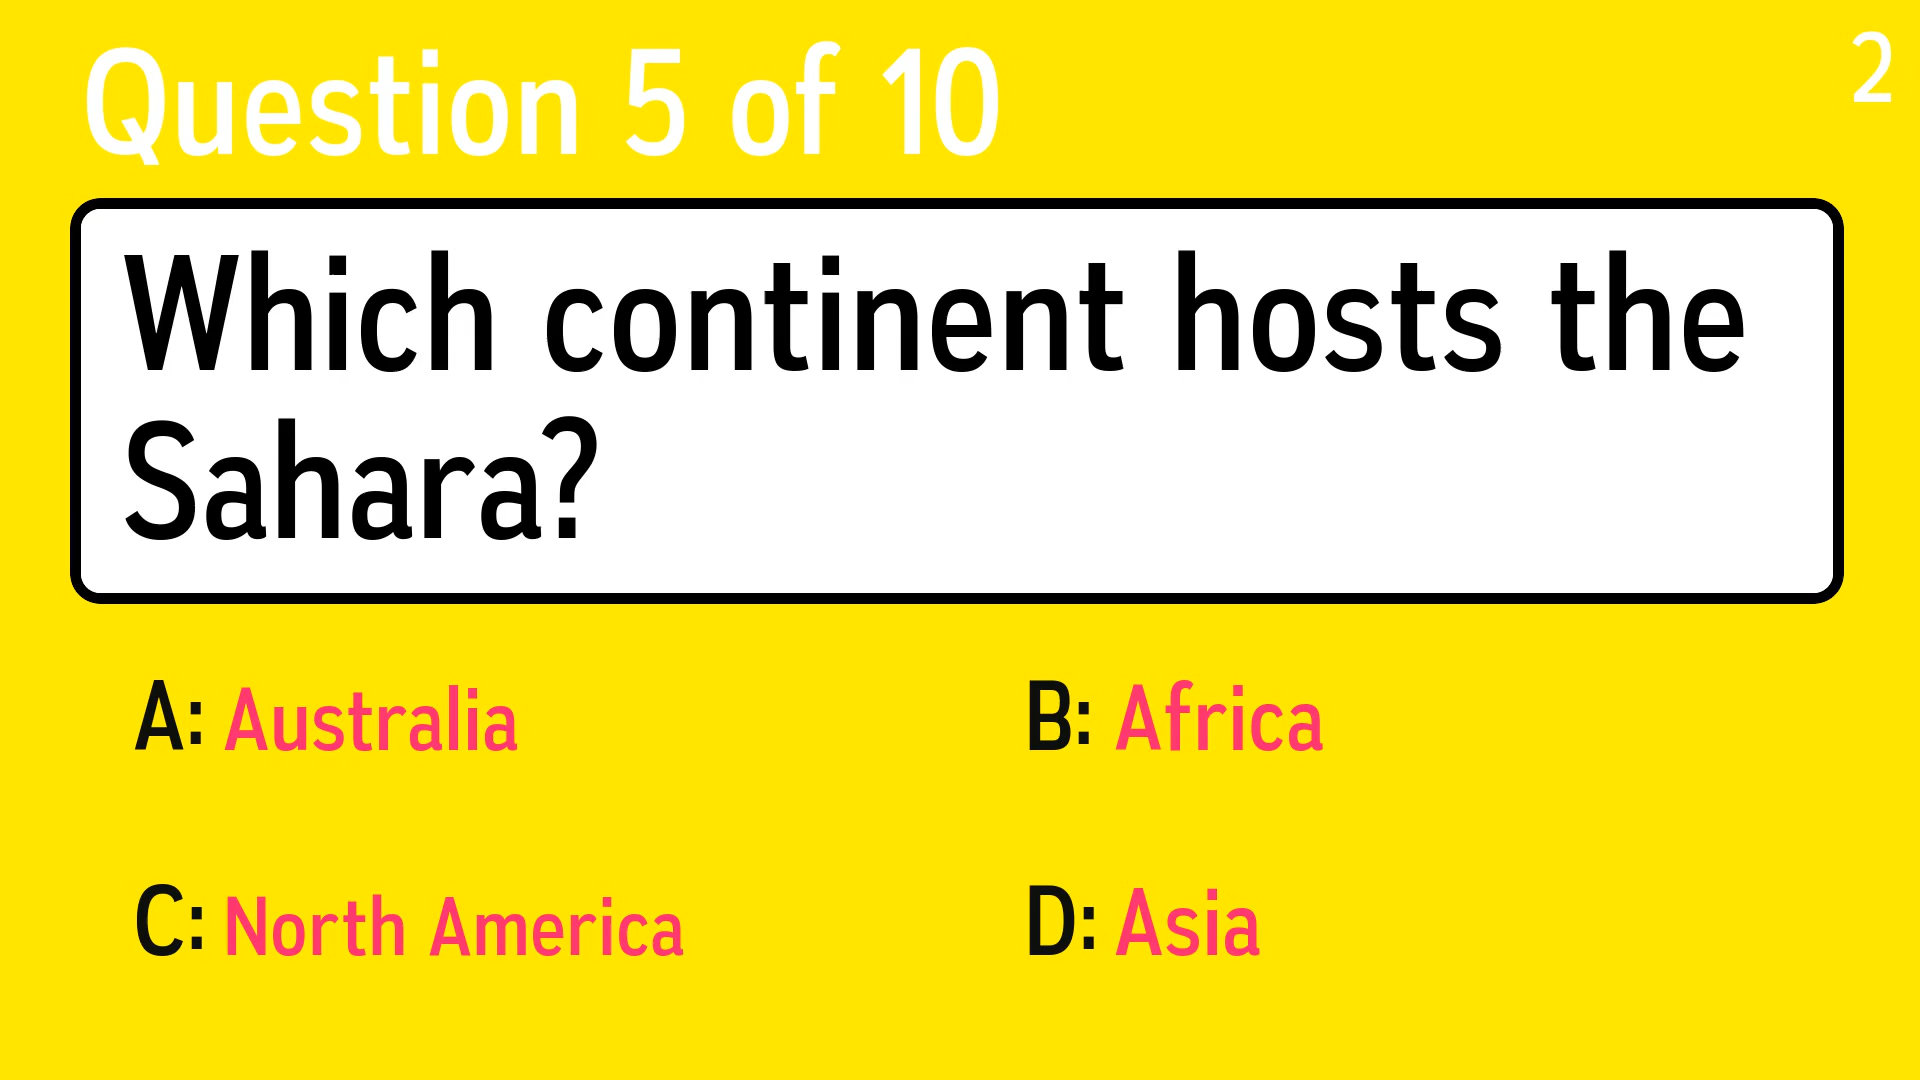 Question 5 of 10
2
Which continent hosts the
Sahara?
A: Australia
B: Africa
C: North America
D: Asia